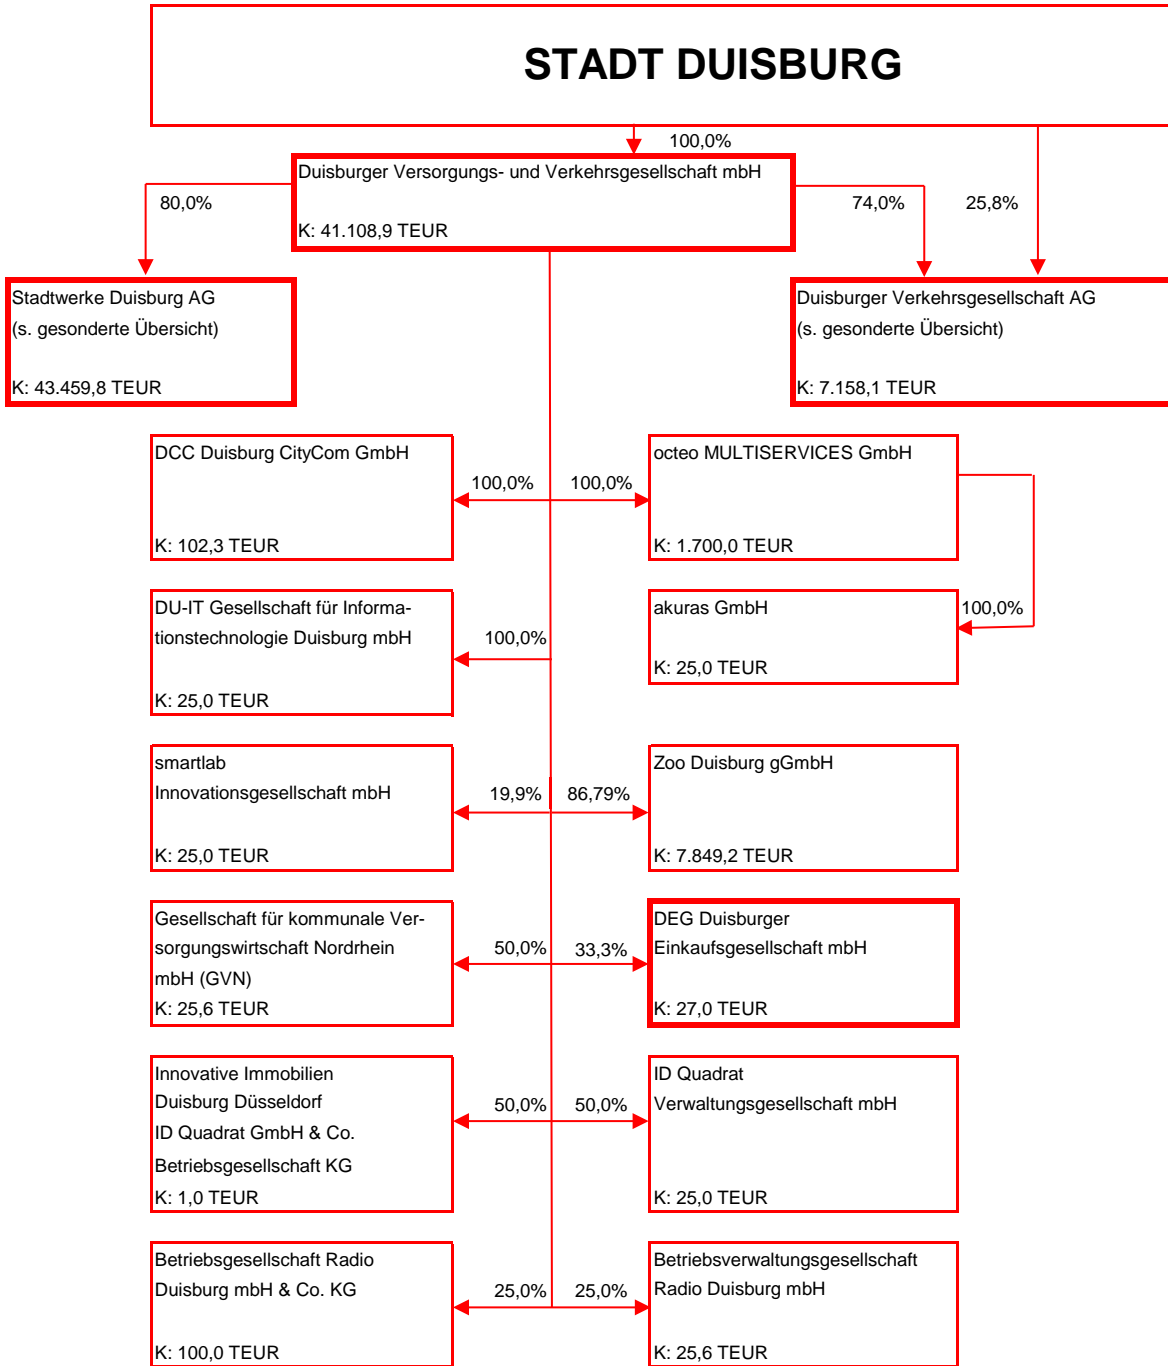 STADT DUISBURG
100,0%
Duisburger Versorgungs- und Verkehrsgesellschaft mbH
K: 41.108,9 TEUR
80,0%
74,0%
25,8%
Stadtwerke Duisburg AG
(s. gesonderte Übersicht)
K: 43.459,8 TEUR
Duisburger Verkehrsgesellschaft AG
(s. gesonderte Übersicht)
K: 7.158,1 TEUR
DCC Duisburg CityCom GmbH
K: 102,3 TEUR
100,0%
100,0%
octeo MULTISERVICES GmbH
K: 1.700,0 TEUR
DU-IT Gesellschaft für Informa-
tionstechnologie Duisburg mbH
K: 25,0 TEUR
100,0%
akuras GmbH
K: 25,0 TEUR
100,0%
smartlab
Innovationsgesellschaft mbH
K: 25,0 TEUR
19,9%
86,79%
Zoo Duisburg gGmbH
K: 7.849,2 TEUR
Gesellschaft für kommunale Ver-
sorgungswirtschaft Nordrhein
mbH (GVN)
K: 25,6 TEUR
50,0%
33,3%
DEG Duisburger
Einkaufsgesellschaft mbH
K: 27,0 TEUR
Innovative Immobilien
Duisburg Düsseldorf
ID Quadrat GmbH & Co.
Betriebsgesellschaft KG
K: 1,0 TEUR
50,0%
50,0%
ID Quadrat
Verwaltungsgesellschaft mbH
K: 25,0 TEUR
Betriebsgesellschaft Radio
Duisburg mbH & Co. KG
K: 100,0 TEUR
25,0%
25,0%
Betriebsverwaltungsgesellschaft
Radio Duisburg mbH
K: 25,6 TEUR